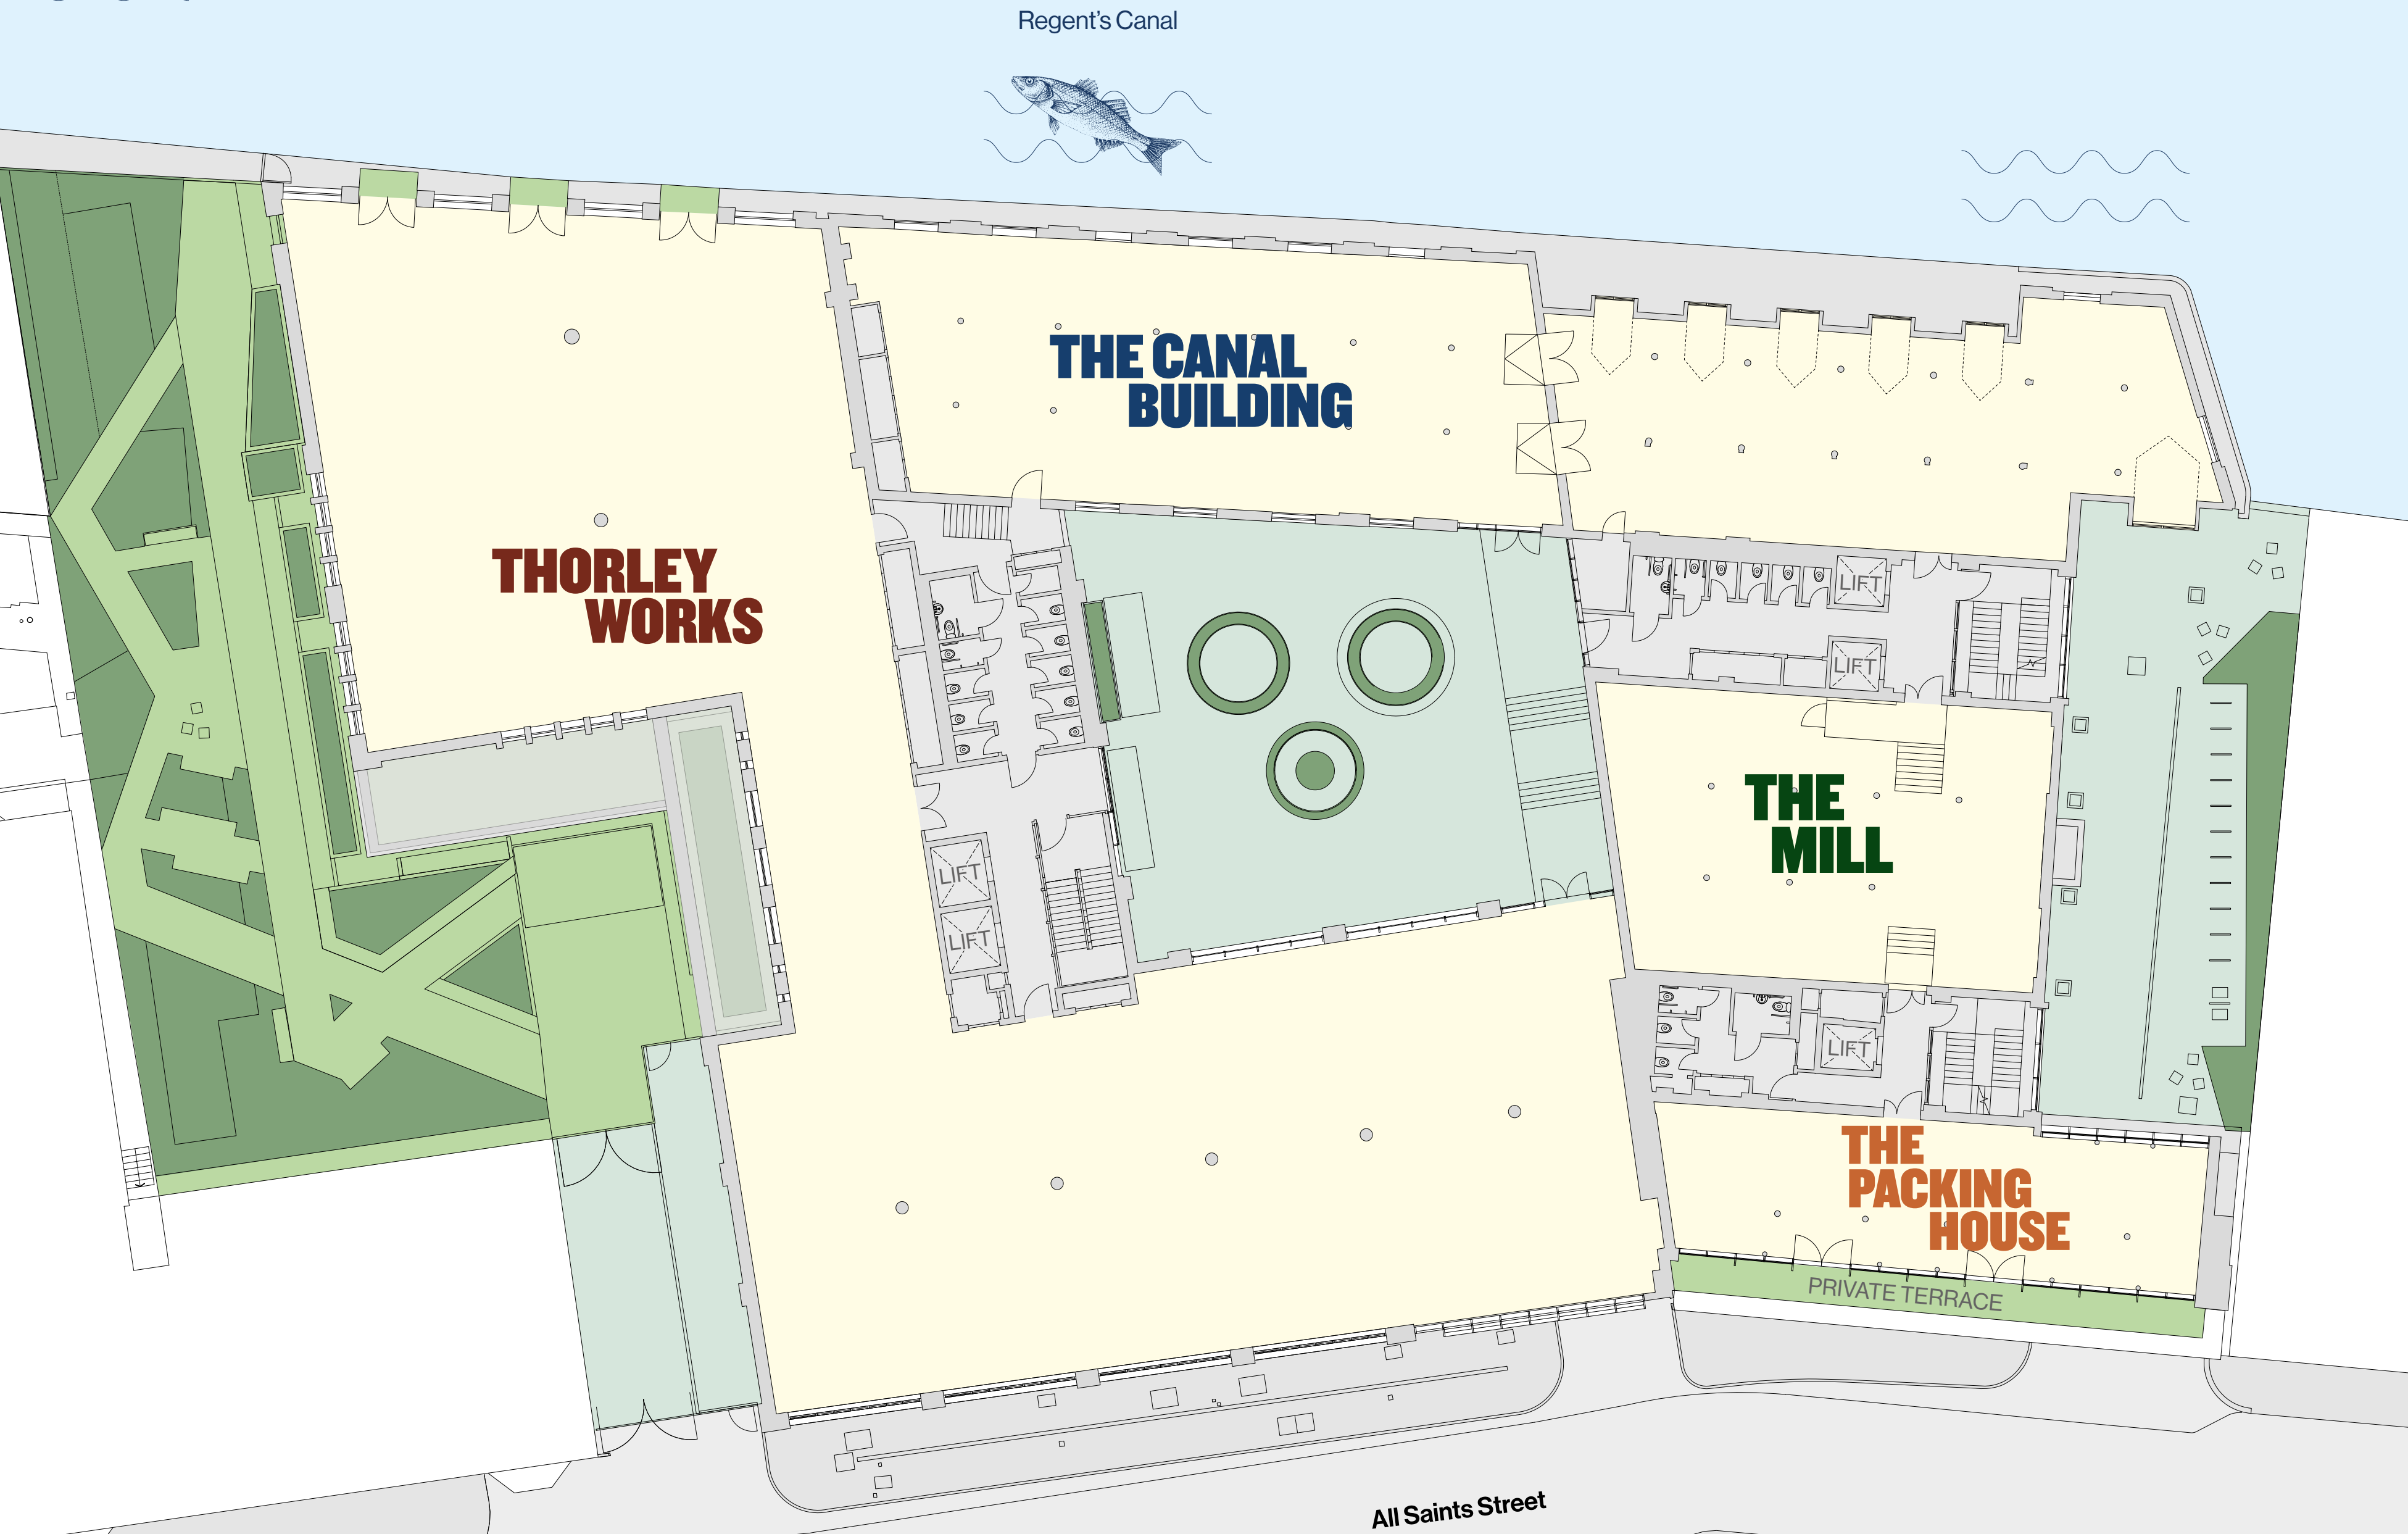 Regent's Canal
THE CANAL
BUILDING
THORLEY
WORKS
LIFT
LIFT
THE
MILL
LIFT
LIFT
LIFT
THE
PACKING
HOUSE
PRIVATE TERRACE
All Saints Street